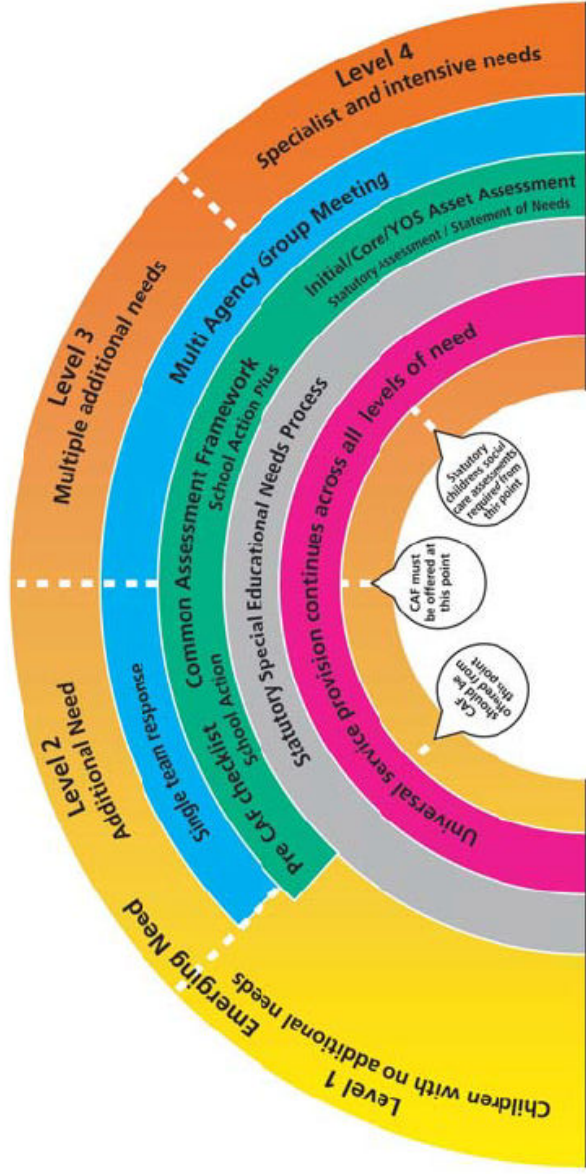 Level 1
Children with no additional needs
Emerging Need
Level 2
Additional Need
Level 3
Multiple additional needs
Level 4
Specialist and intensive needs
Single team response
Multi Agency Group Meeting
Pre CAF checklist
School Action
Common Assessment Framework
School Action Plus
Initial/Core/YOS Asset Assessment
Statutory Assessment / Statement of Needs
Statutory Special Educational Needs Process
Universal service provision continues across all levels of need
CAF
should be
offered from
this point
CAF must
be offered at
this point
Statutory
childrens social
care assessments
required from
this point